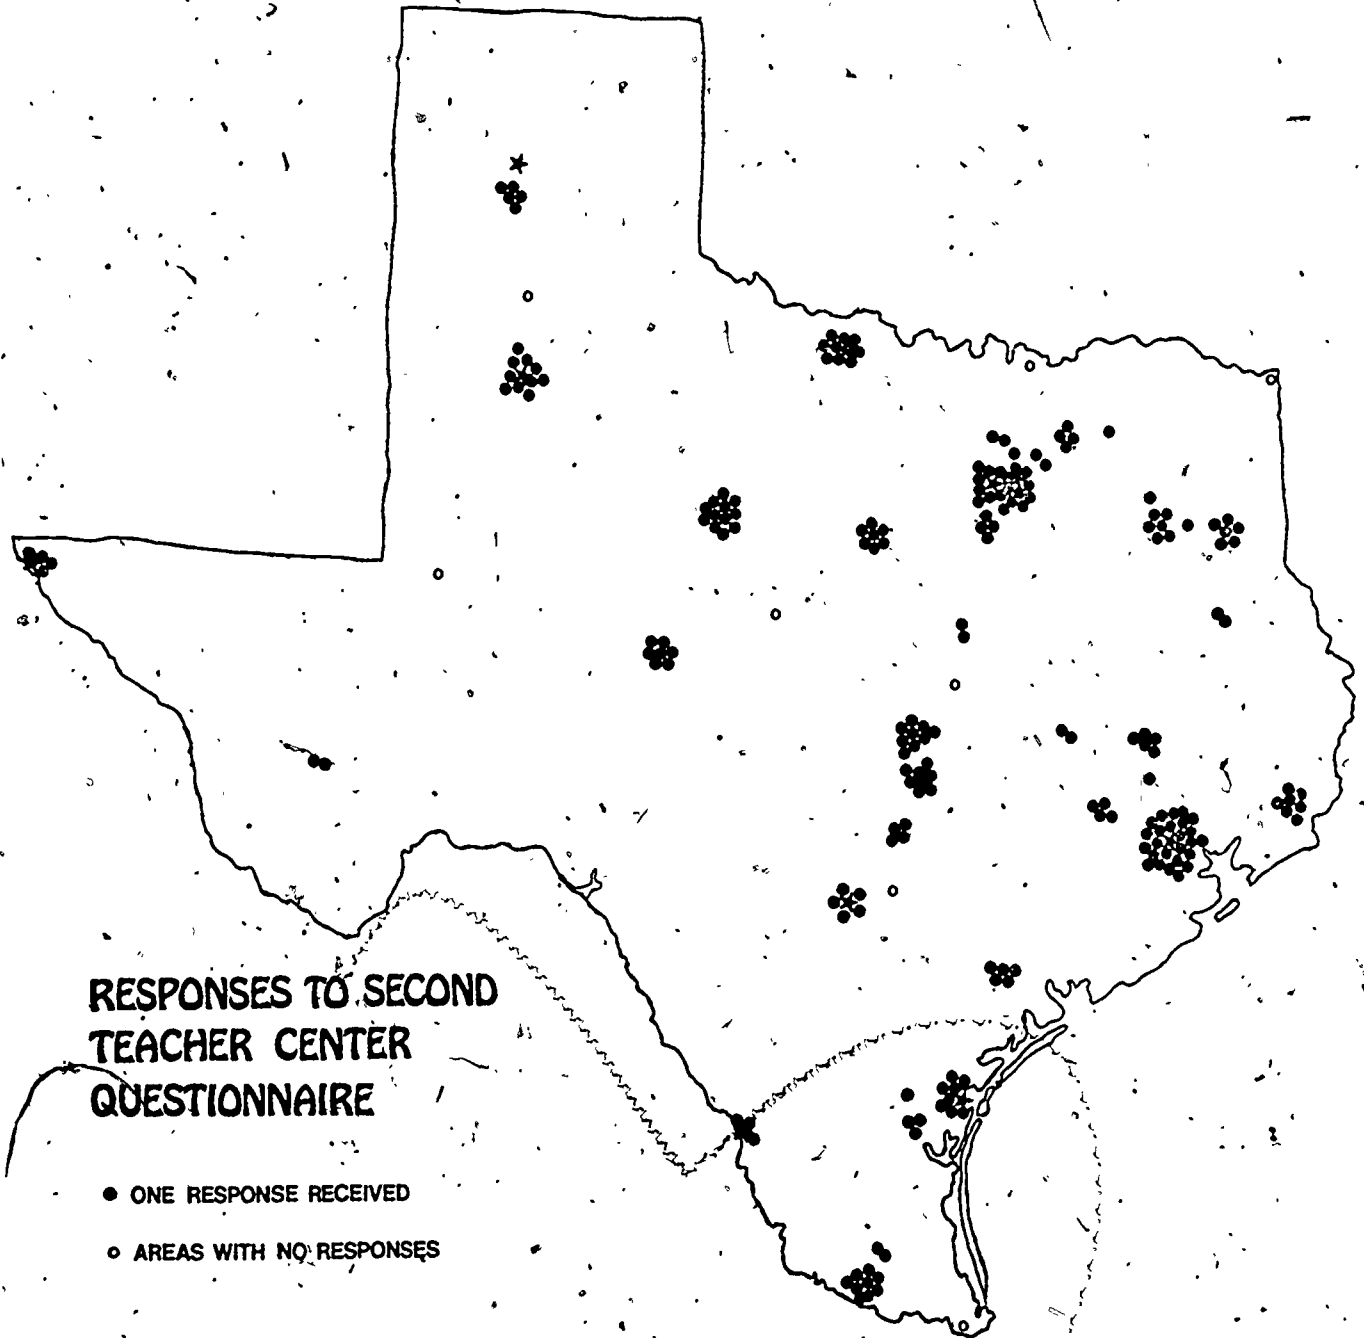 RESPONSES TO SECOND
TEACHER CENTER
QUESTIONNAIRE
● ONE RESPONSE RECEIVED
○ AREAS WITH NO RESPONSES